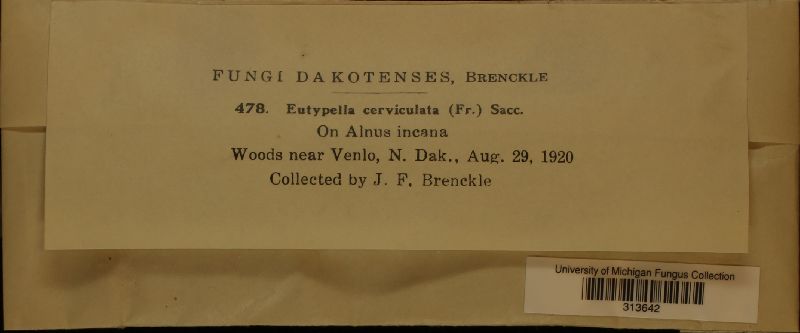 FUNGI DAKOTENSES, BRENCKLE
478. Eutypella cerviculata (Fr.) Sacc.
On Alnus incana
Woods near Venlo, N. Dak., Aug. 29, 1920
Collected by J. F. Brenckle
University of Michigan Fungus Collection
313642